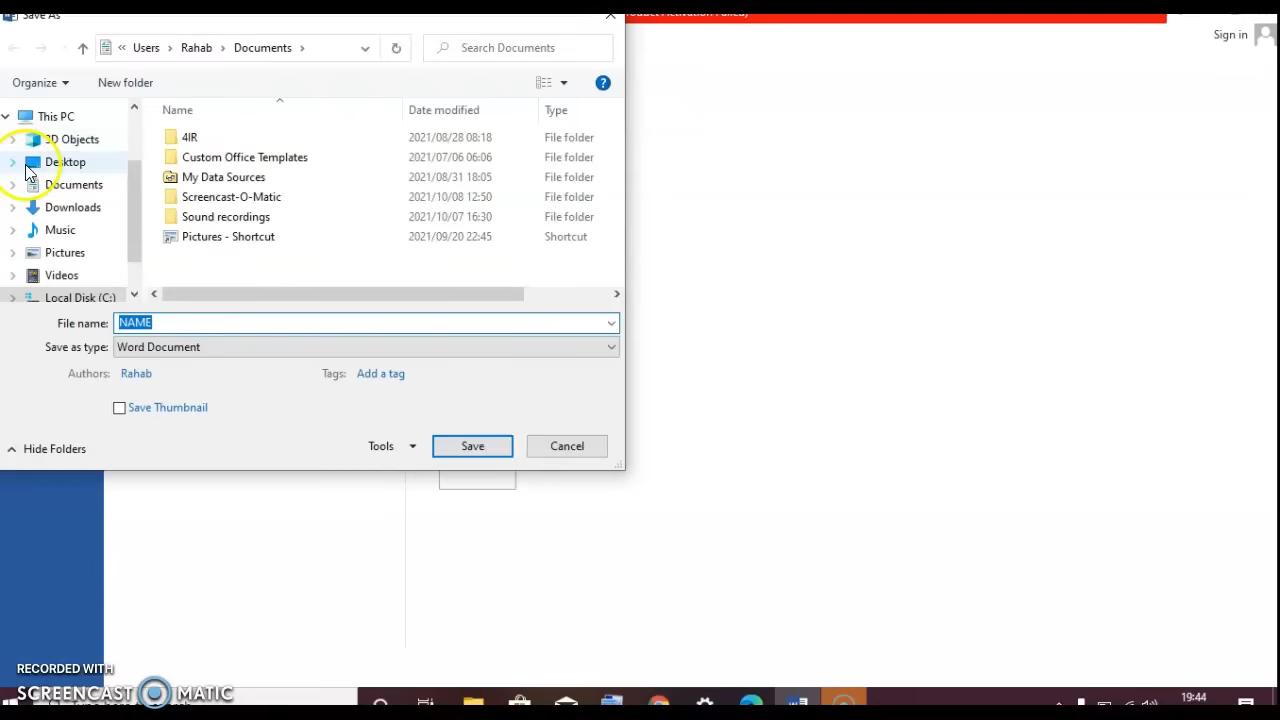 Save As
Product Activation Failed)
Sign in
Users Rahab Documents
Search Documents
Organize New folder
Name Date modified Type
This PC
3D Objects
Desktop
Documents
Downloads
Music
Pictures
Videos
Local Disk (C:)
4IR 2021/08/28 08:18 File folder
Custom Office Templates 2021/07/06 06:06 File folder
My Data Sources 2021/08/31 18:05 File folder
Screencast-O-Matic 2021/10/08 12:50 File folder
Sound recordings 2021/10/07 16:30 File folder
Pictures - Shortcut 2021/09/20 22:45 Shortcut
File name: NAME
Save as type: Word Document
Authors: Rahab Tags: Add a tag
Save Thumbnail
Hide Folders Tools Save Cancel
RECORDED WITH
SCREENCAST MATIC
19:44